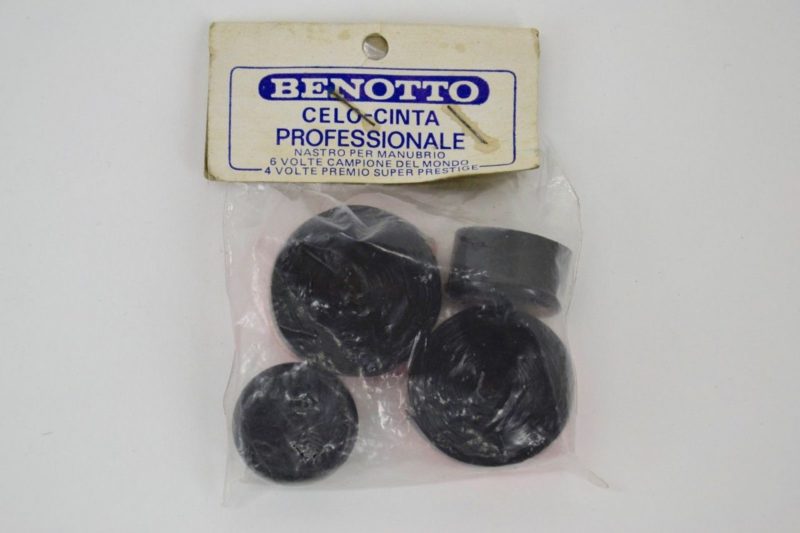 BENOTTO
CELO-CINTA
PROFESSIONALE
NASTRO PER MANUBRIO
6 VOLTE CAMPIONE DEL MONDO
4 VOLTE PREMIO SUPER PRESTIGE